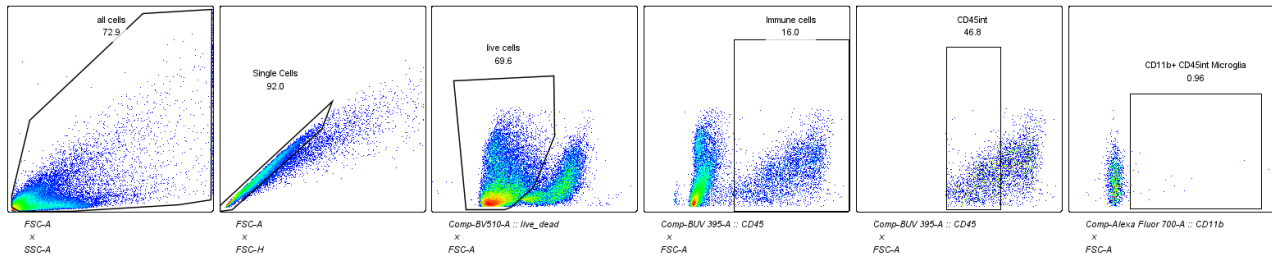 all cells
72.9
FSC-A
x
SSC-A
Single Cells
92.0
FSC-A
x
FSC-H
live cells
69.6
Comp-BV510-A :: live_dead
x
FSC-A
Immune cells
16.0
Comp-BUV 395-A :: CD45
x
FSC-A
CD45int
46.8
Comp-BUV 395-A :: CD45
x
FSC-A
CD11b+ CD45int Microglia
0.96
Comp-Alexa Fluor 700-A :: CD11b
x
FSC-A